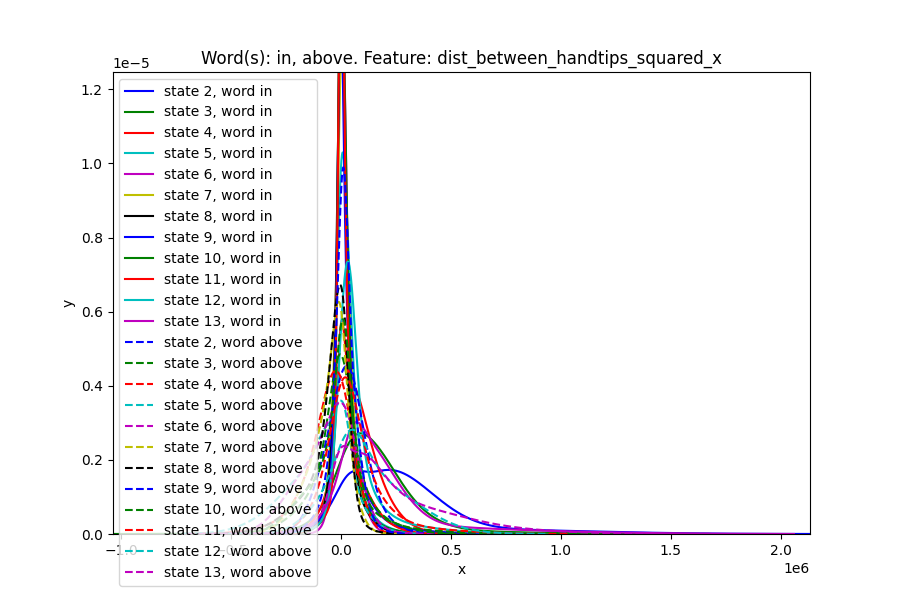 Word(s): in, above. Feature: dist_between_handtips_squared_x
1e−5
1.2
1.0
0.8
0.6
0.4
0.2
0.0
y
state 2, word in
state 3, word in
state 4, word in
state 5, word in
state 6, word in
state 7, word in
state 8, word in
state 9, word in
state 10, word in
state 11, word in
state 12, word in
state 13, word in
state 2, word above
state 3, word above
state 4, word above
state 5, word above
state 6, word above
state 7, word above
state 8, word above
state 9, word above
state 10, word above
state 11, word above
state 12, word above
state 13, word above
−1.0 −0.5 0.0 0.5 1.0 1.5 2.0
x
1e6